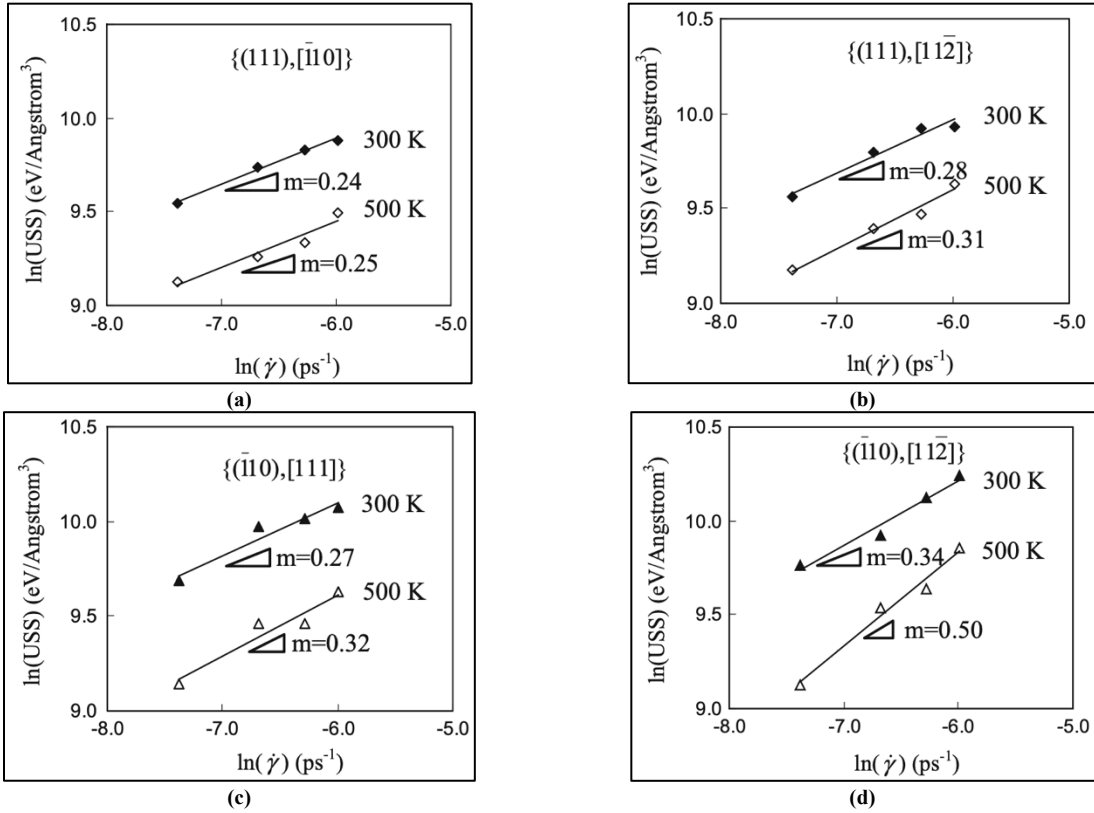 10.5
{(111),[1̅10]}
10.0
300 K
m=0.24
9.5
500 K
m=0.25
9.0
-8.0 -7.0 -6.0 -5.0
ln(USS) (eV/Angstrom³)
ln(γ̇) (ps⁻¹)
(a)
10.5
{(111),[112̅]}
10.0
300 K
m=0.28
500 K
9.5
m=0.31
9.0
-8.0 -7.0 -6.0 -5.0
ln(USS) (eV/Angstrom³)
ln(γ̇) (ps⁻¹)
(b)
10.5
{(1̅10),[111]}
300 K
10.0
m=0.27
500 K
9.5
m=0.32
9.0
-8.0 -7.0 -6.0 -5.0
ln(USS) (eV/Angstrom³)
ln(γ̇) (ps⁻¹)
(c)
10.5
{(1̅10),[112̅]}
300 K
10.0
m=0.34
500 K
9.5
m=0.50
9.0
-8.0 -7.0 -6.0 -5.0
ln(USS) (eV/Angstrom³)
ln(γ̇) (ps⁻¹)
(d)